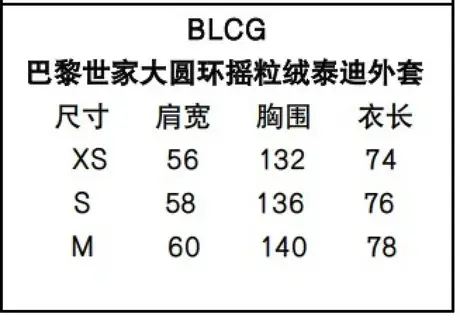 BLCG
巴黎世家大圆环摇粒绒泰迪外套
尺寸 肩宽 胸围 衣长
XS 56 132 74
S 58 136 76
M 60 140 78